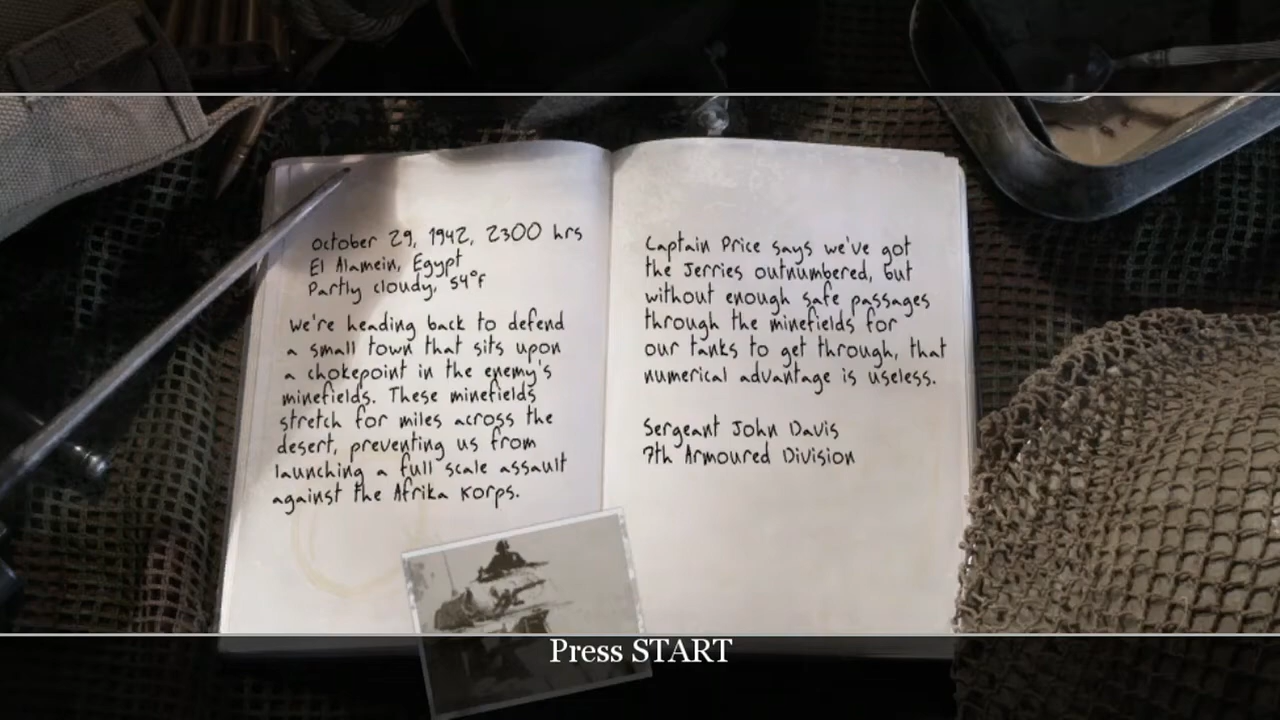 October 29, 1942, 2300 hrs
El Alamein, Egypt
Partly cloudy, 54°F
We're heading back to defend
a small town that sits upon
a chokepoint in the enemy's
minefields. These minefields
stretch for miles across the
desert, preventing us from
launching a full scale assault
against the Afrika Korps.
Captain Price says we've got
the Jerries outnumbered, but
without enough safe passages
through the minefields for
our tanks to get through, that
numerical advantage is useless.
Sergeant John Davis
7th Armoured Division
Press START